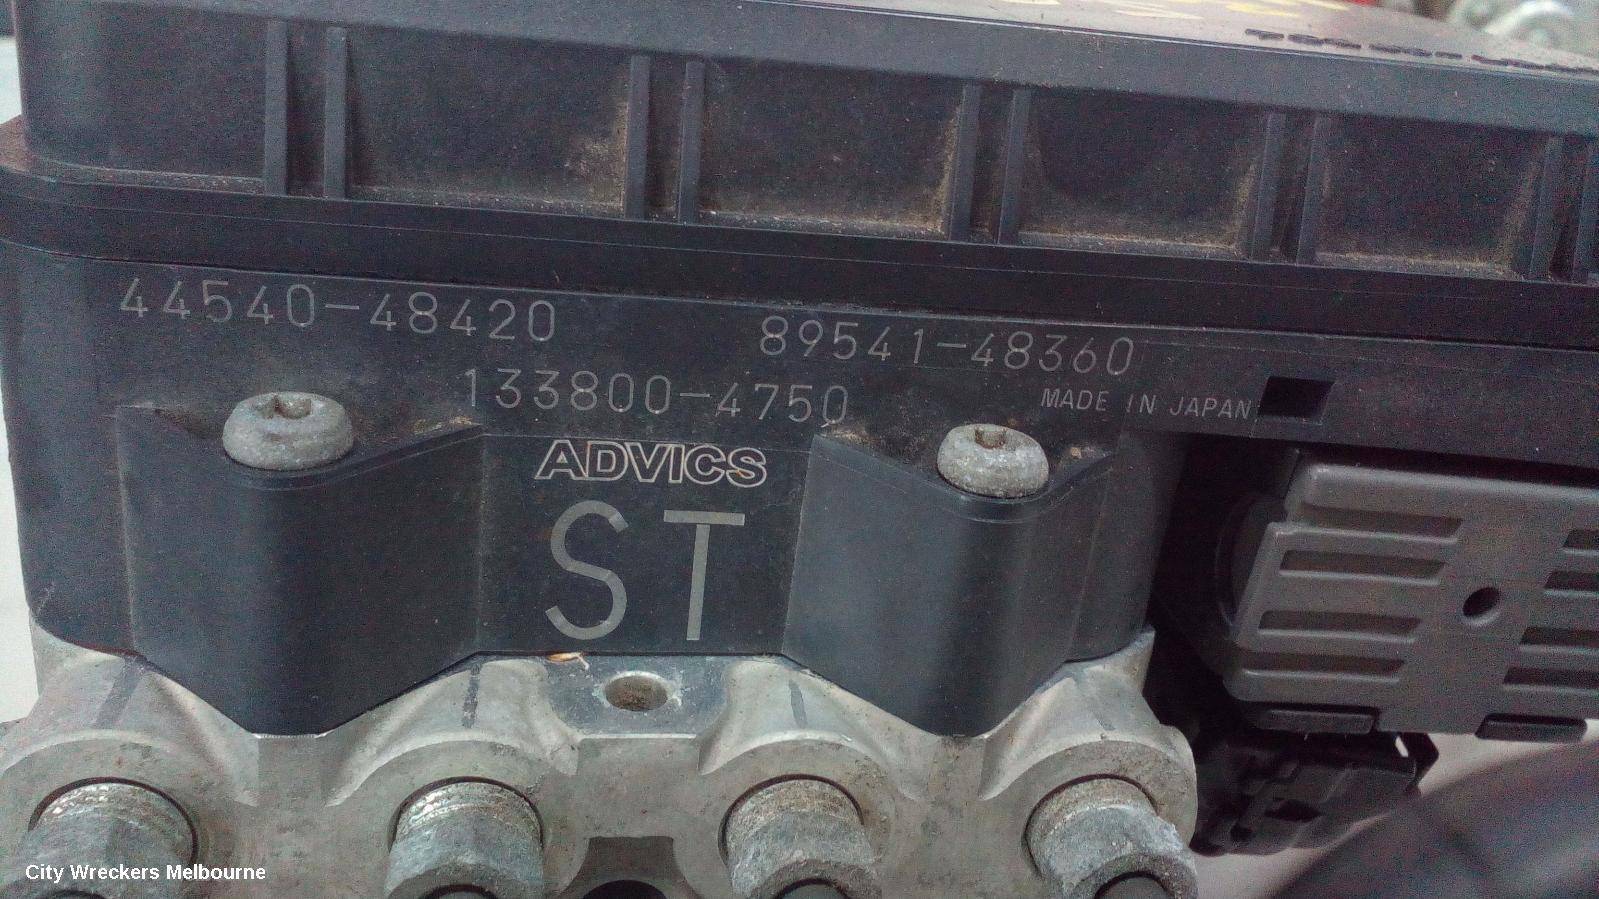 44540-48420
89541-48360
133800-4750
MADE IN JAPAN
ADVICS
ST
City Wreckers Melbourne